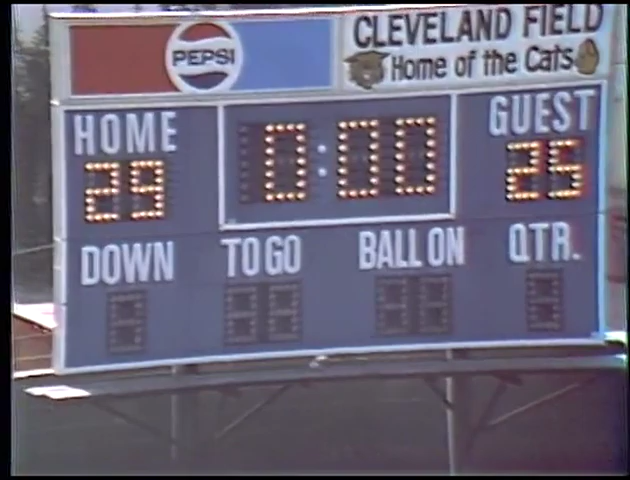 PEPSI
CLEVELAND FIELD
Home of the Cats
HOME
0:00
GUEST
29
25
DOWN
TO GO
BALL ON
QTR.